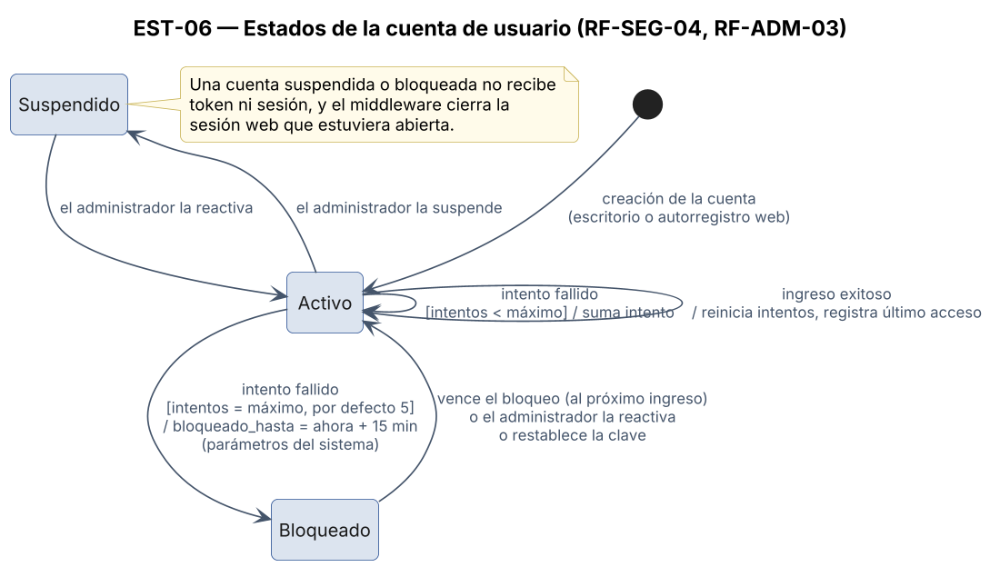 EST-06 — Estados de la cuenta de usuario (RF-SEG-04, RF-ADM-03)
Suspendido
Una cuenta suspendida o bloqueada no recibe
token ni sesión, y el middleware cierra la
sesión web que estuviera abierta.
el administrador la reactiva
el administrador la suspende
creación de la cuenta
(escritorio o autorregistro web)
Activo
intento fallido
[intentos < máximo] / suma intento
ingreso exitoso
/ reinicia intentos, registra último acceso
intento fallido
[intentos = máximo, por defecto 5]
/ bloqueado_hasta = ahora + 15 min
(parámetros del sistema)
vence el bloqueo (al próximo ingreso)
o el administrador la reactiva
o restablece la clave
Bloqueado